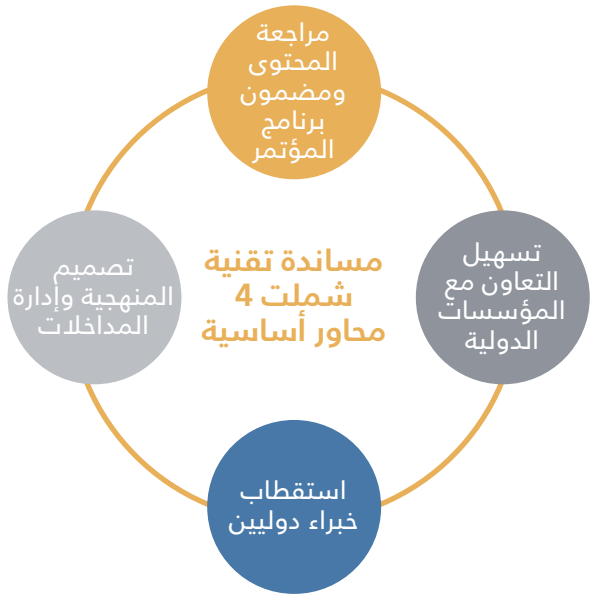 مراجعة
المحتوى
ومضمون
برنامج
المؤتمر
تسهيل
التعاون مع
المؤسسات
الدولية
مساندة تقنية
شملت 4
محاور أساسية
تصميم
المنهجية وإدارة
المداخلات
استقطاب
خبراء دوليين